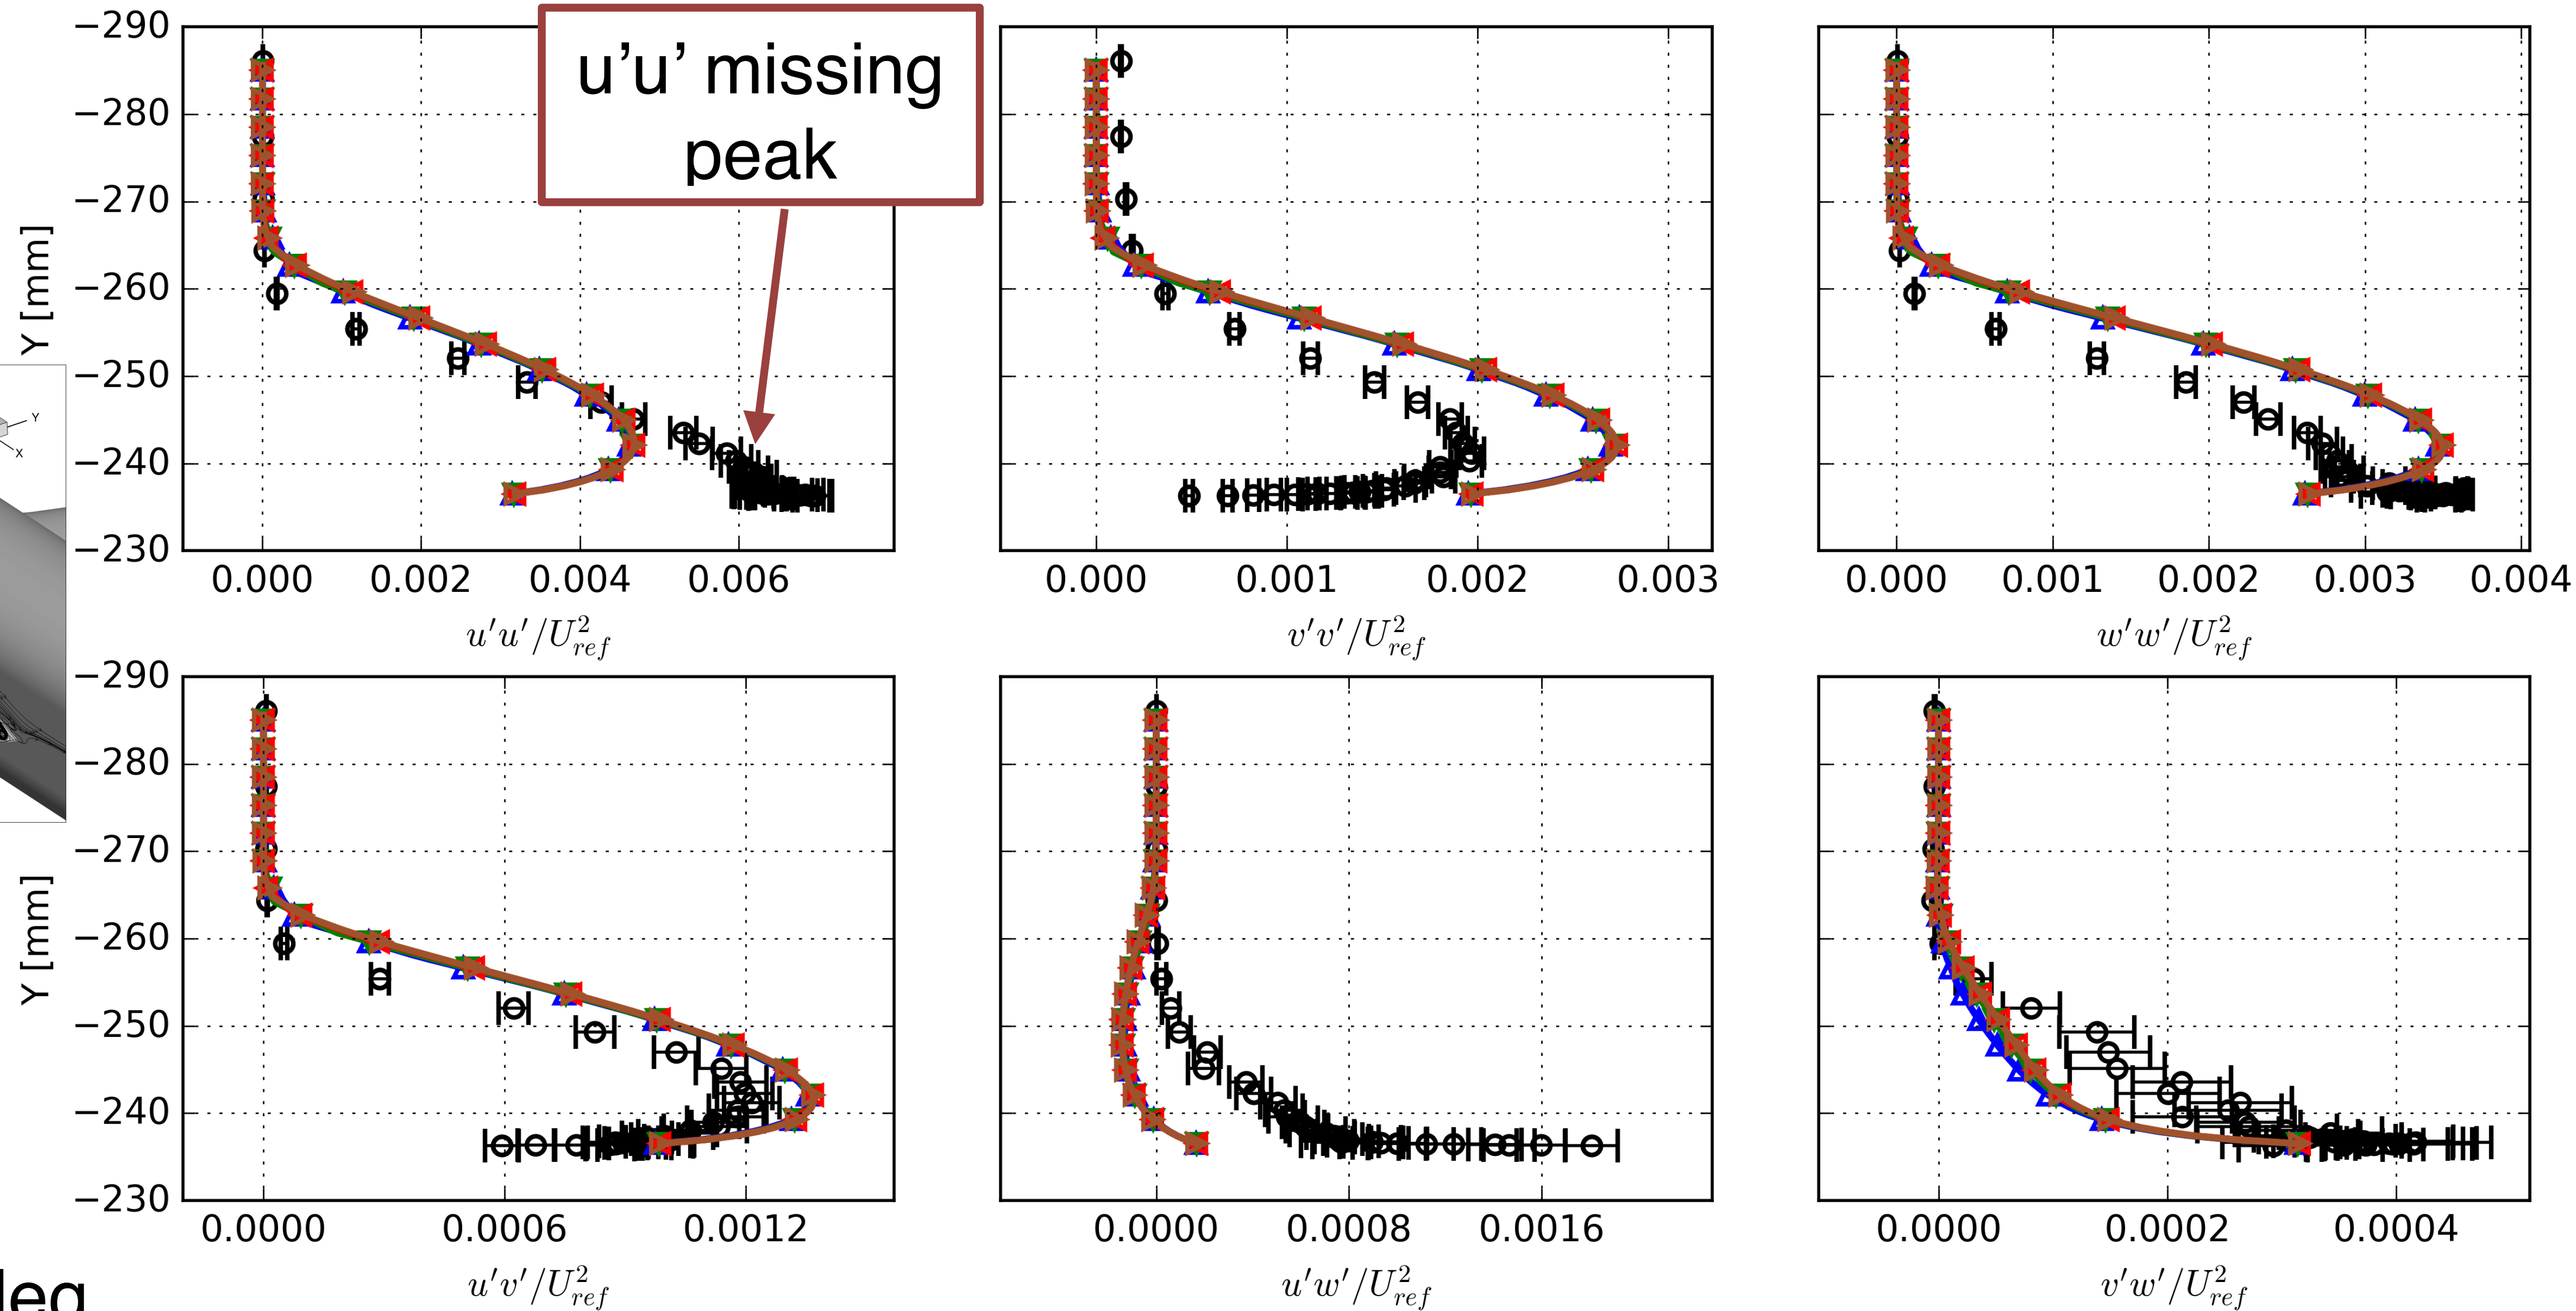 u’u’ missing
peak
−290
−280
−270
−260
−250
−240
−230
Y [mm]
0.000 0.002 0.004 0.006
u′u′/U²ref
0.000 0.001 0.002 0.003
v′v′/U²ref
0.000 0.001 0.002 0.003 0.004
w′w′/U²ref
Y
X
−290
−280
−270
−260
−250
−240
−230
Y [mm]
0.0000 0.0006 0.0012
u′v′/U²ref
0.0000 0.0008 0.0016
u′w′/U²ref
0.0000 0.0002 0.0004
v′w′/U²ref